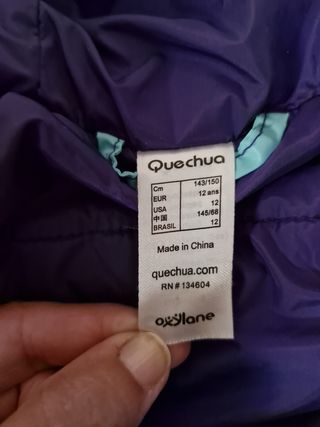 Quechua
Cm 143/150
EUR 12 ans
USA 12
中国 145/68
BRASIL 12
Made in China
quechua.com
RN # 134604
oxylane